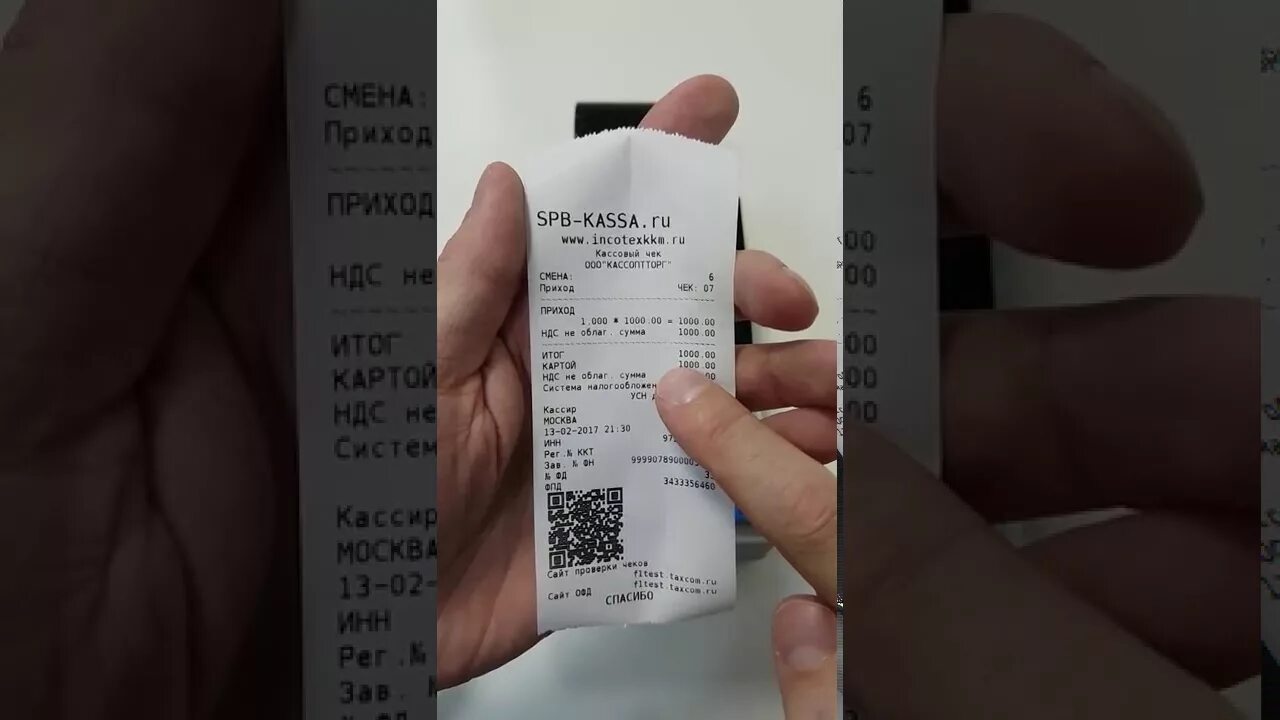 SPB-KASSA.ru
www.incotexkkm.ru
Кассовый чек
ООО"КАССОПТТОРГ"
СМЕНА: 6
Приход ЧЕК: 07
ПРИХОД
1.000 * 1000.00 = 1000.00
НДС не облаг. сумма 1000.00
ИТОГ 1000.00
КАРТОЙ 1000.00
НДС не облаг. сумма
Система
УСН
Кассир
МОСКВА
13-02-2017 21:30
ИНН
Рег.№ ККТ
Зав. № ФН
№ ФД
ФПД 3433356460
Сайт проверки чеков
fltest.taxcom.ru
Сайт ОФД fltest.taxcom.ru
СПАСИБО